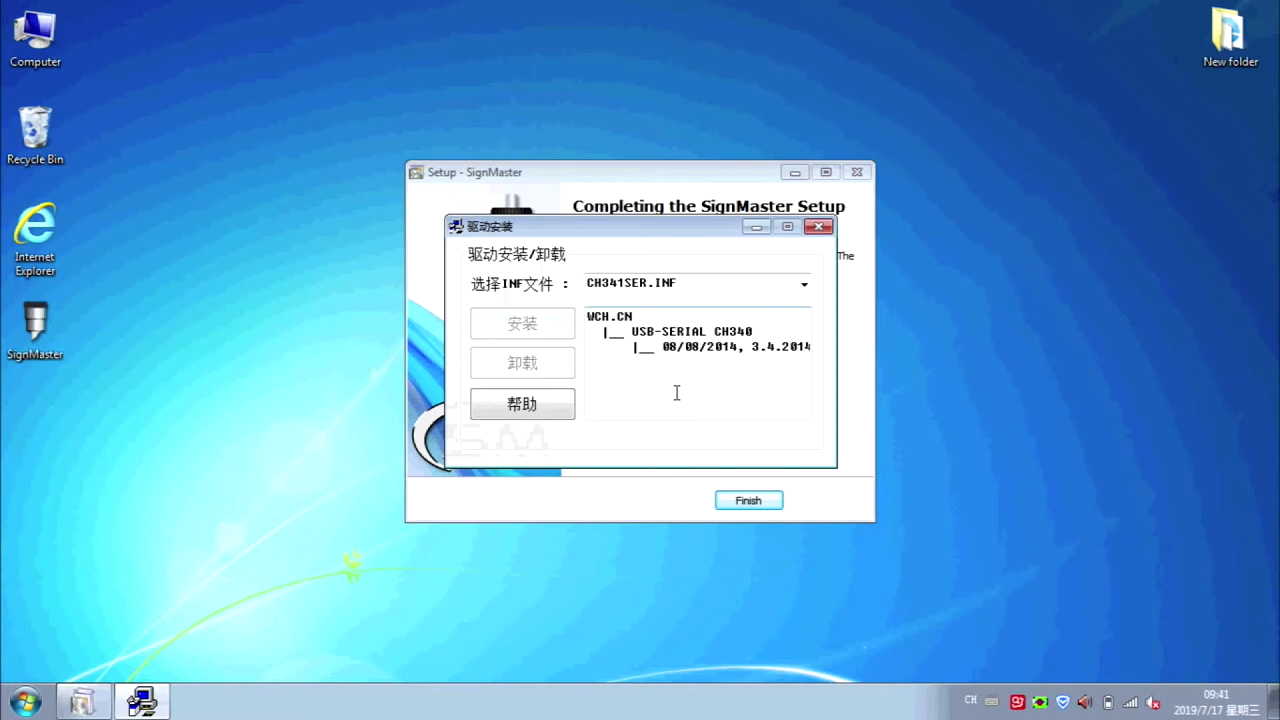 Computer
New folder
Recycle Bin
Internet
Explorer
SignMaster
Setup - SignMaster
Completing the SignMaster Setup
The
驱动安装
驱动安装/卸载
选择INF文件 :
CH341SER.INF
安装
卸载
帮助
WCH.CN
|__ USB-SERIAL CH340
|__ 08/08/2014, 3.4.2014
SM
Finish
CH
09:41
2019/7/17 星期三